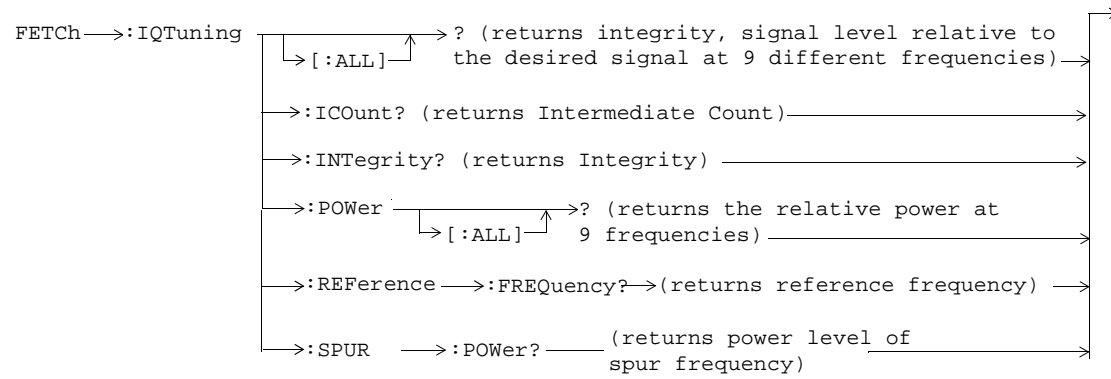 FETCh :IQTuning ? (returns integrity, signal level relative to
[:ALL] the desired signal at 9 different frequencies)
:ICOunt? (returns Intermediate Count)
:INTegrity? (returns Integrity)
:POWer ? (returns the relative power at
[:ALL] 9 frequencies)
:REFerence :FREQuency? (returns reference frequency)
:SPUR :POWer? (returns power level of
spur frequency)